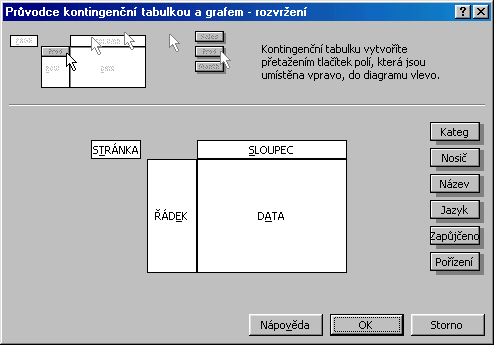 Průvodce kontingenční tabulkou a grafem - rozvržení
Kontingenční tabulku vytvoříte
přetažením tlačítek polí, která jsou
umístěna vpravo, do diagramu vlevo.
STRÁNKA
SLOUPEC
ŘÁDEK
DATA
Kateg
Nosič
Název
Jazyk
Zapůjčeno
Pořízení
Nápověda
OK
Storno